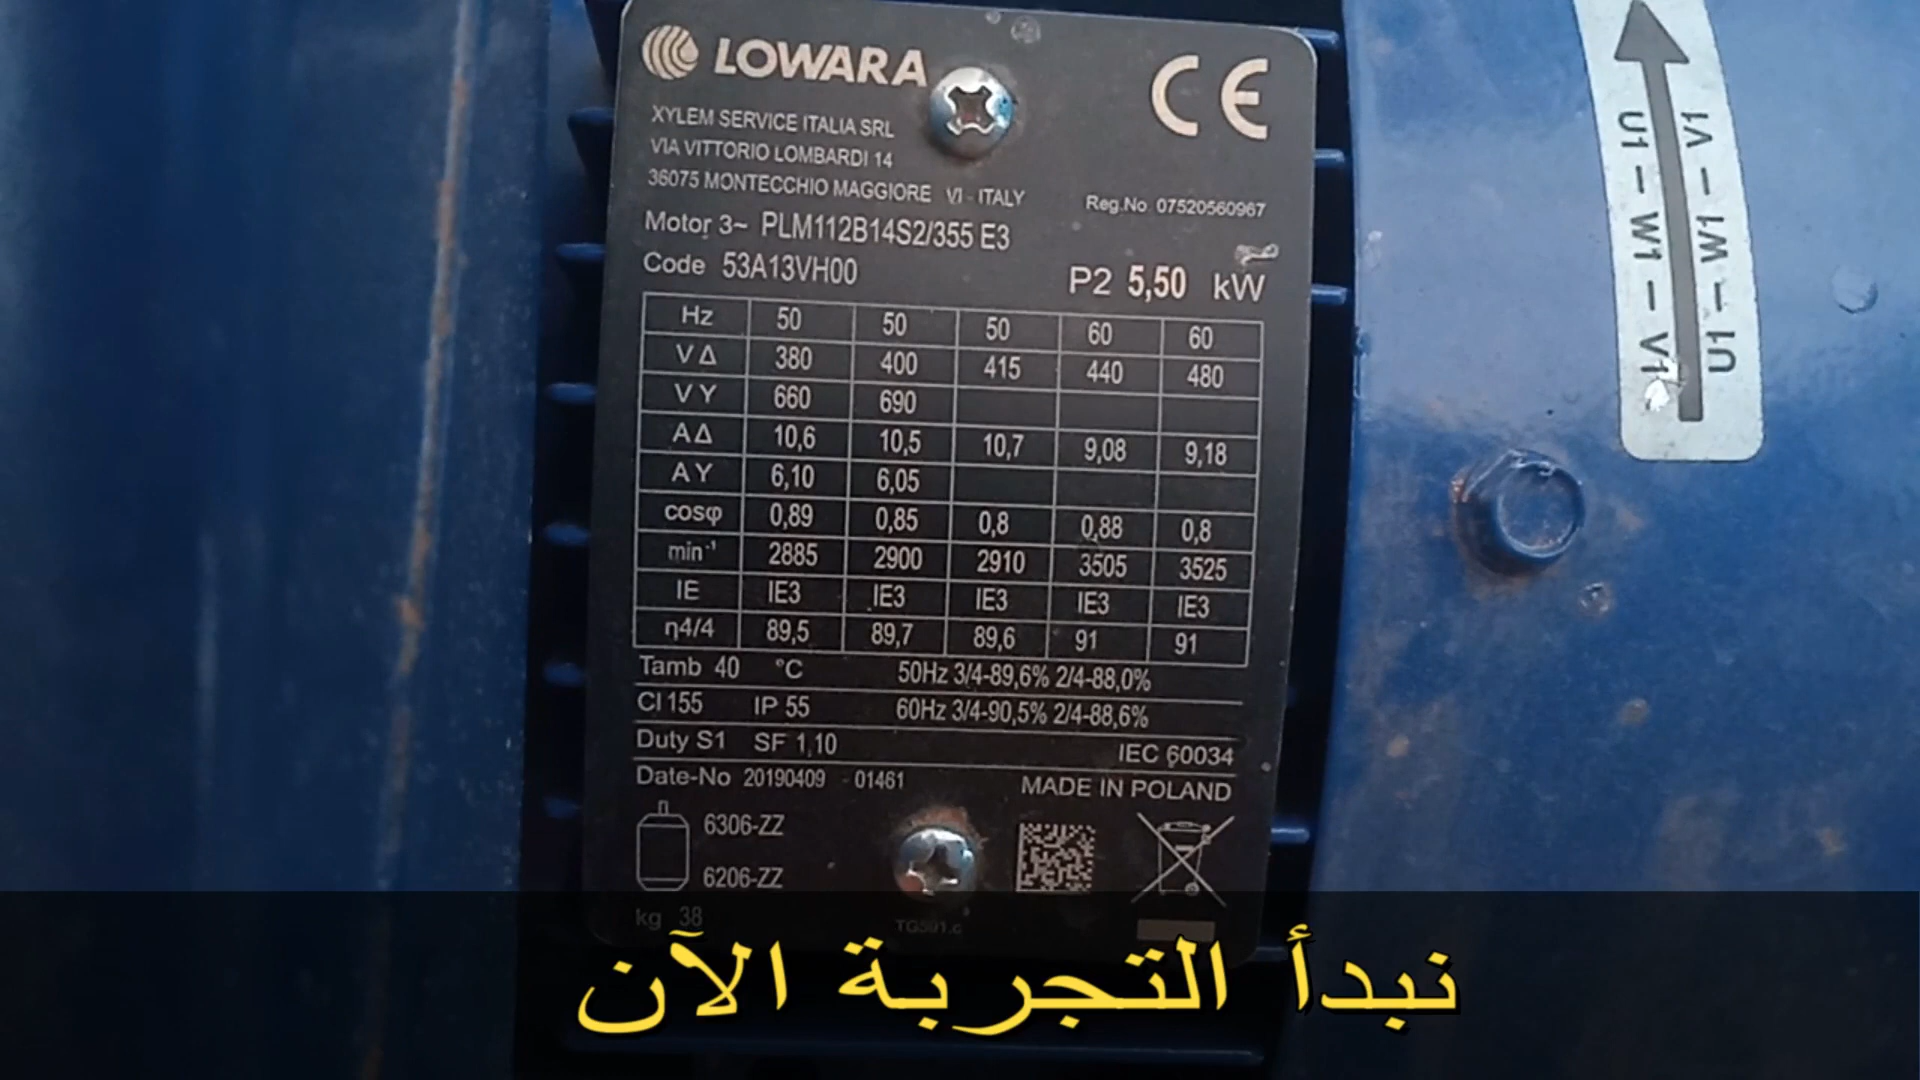 LOWARA
CE
XYLEM SERVICE ITALIA SRL
VIA VITTORIO LOMBARDI 14
36075 MONTECCHIO MAGGIORE VI - ITALY
Reg.No 07520560967
Motor 3~ PLM112B14S2/355 E3
Code 53A13VH00
P2 5,50 kW
Hz 50 50 50 60 60
V Δ 380 400 415 440 480
V Y 660 690
A Δ 10,6 10,5 10,7 9,08 9,18
A Y 6,10 6,05
cosφ 0,89 0,85 0,8 0,88 0,8
min⁻¹ 2885 2900 2910 3505 3525
IE IE3 IE3 IE3 IE3 IE3
η4/4 89,5 89,7 89,6 91 91
Tamb 40 °C 50Hz 3/4-89,6% 2/4-88,0%
Cl 155 IP 55 60Hz 3/4-90,5% 2/4-88,6%
Duty S1 SF 1,10 IEC 60034
Date-No 20190409 - 01461 MADE IN POLAND
n
6306-ZZ
6206-ZZ
kg 38
U1 – W1 – V1
V1 – W1 – U1
نبدأ التجربة الآن